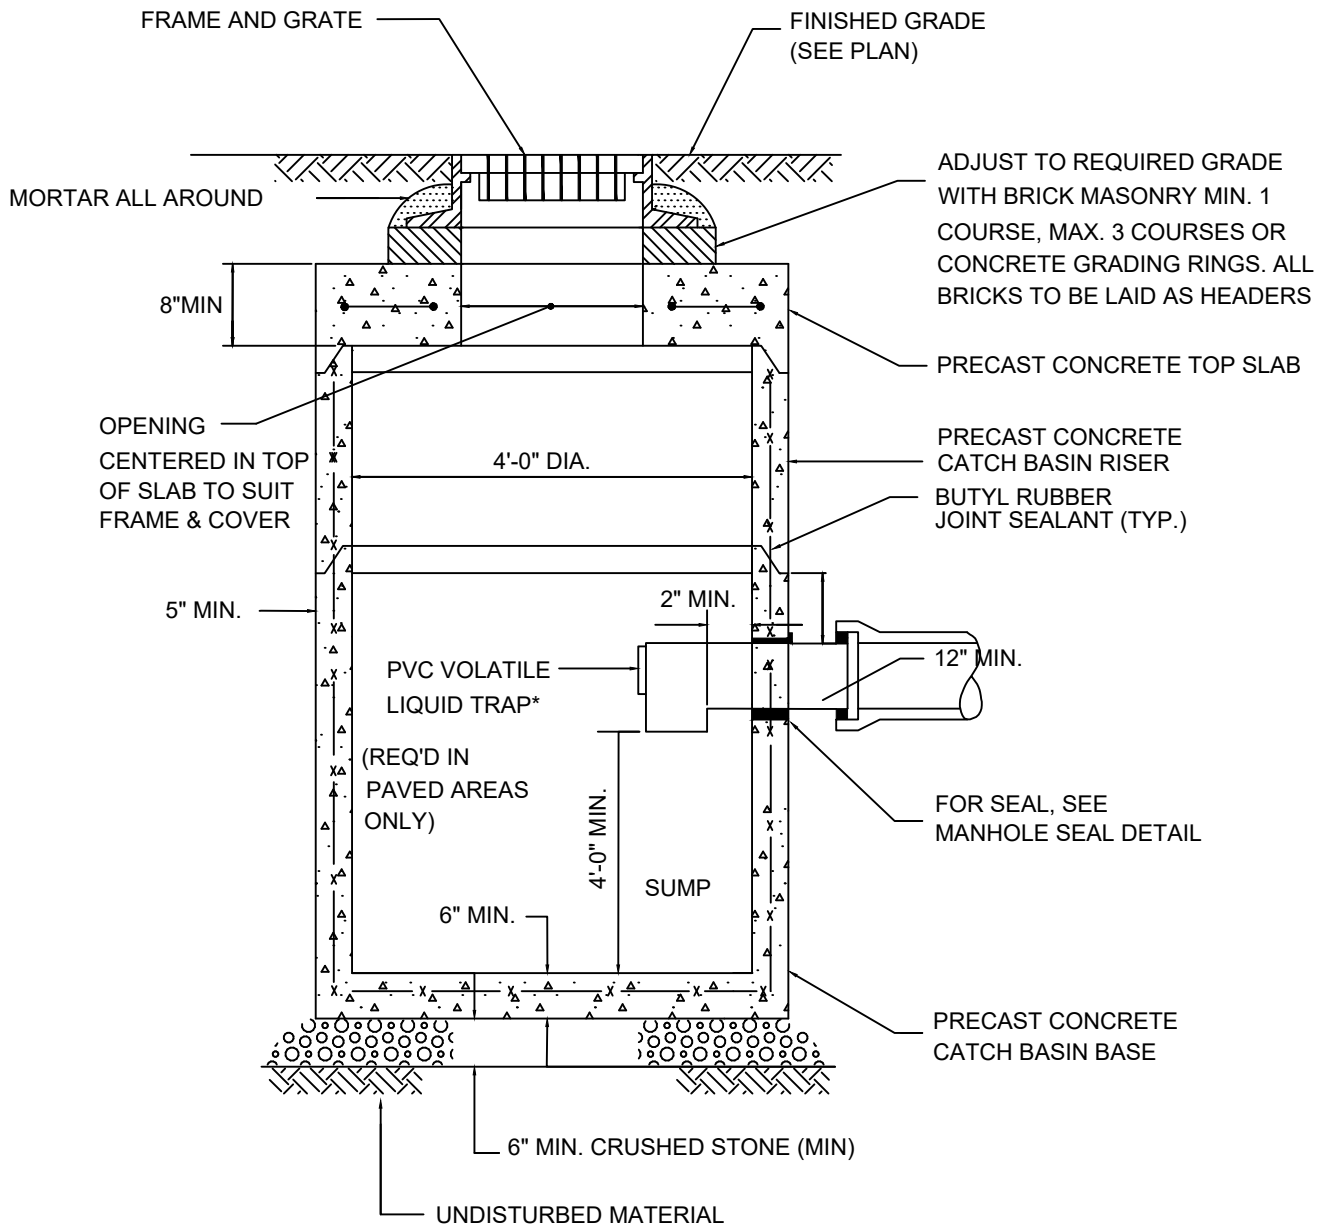 FRAME AND GRATE
FINISHED GRADE
(SEE PLAN)
MORTAR ALL AROUND
ADJUST TO REQUIRED GRADE
WITH BRICK MASONRY MIN. 1
COURSE, MAX. 3 COURSES OR
CONCRETE GRADING RINGS. ALL
BRICKS TO BE LAID AS HEADERS
8"MIN
PRECAST CONCRETE TOP SLAB
OPENING
CENTERED IN TOP
OF SLAB TO SUIT
FRAME & COVER
4'-0" DIA.
PRECAST CONCRETE
CATCH BASIN RISER
BUTYL RUBBER
JOINT SEALANT (TYP.)
5" MIN.
2" MIN.
12" MIN.
PVC VOLATILE
LIQUID TRAP*
(REQ'D IN
PAVED AREAS
ONLY)
4'-0" MIN.
SUMP
FOR SEAL, SEE
MANHOLE SEAL DETAIL
6" MIN.
PRECAST CONCRETE
CATCH BASIN BASE
6" MIN. CRUSHED STONE (MIN)
UNDISTURBED MATERIAL